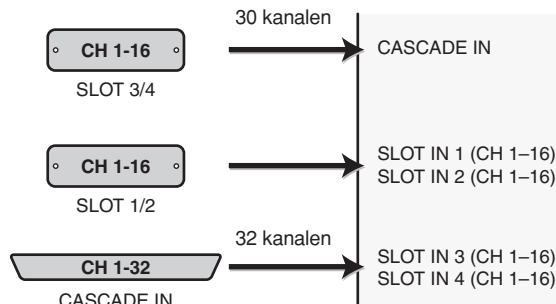 30 kanalen
CH 1-16
CASCADE IN
SLOT 3/4
CH 1-16
SLOT IN 1 (CH 1–16)
SLOT IN 2 (CH 1–16)
SLOT 1/2
32 kanalen
CH 1-32
SLOT IN 3 (CH 1–16)
SLOT IN 4 (CH 1–16)
CASCADE IN